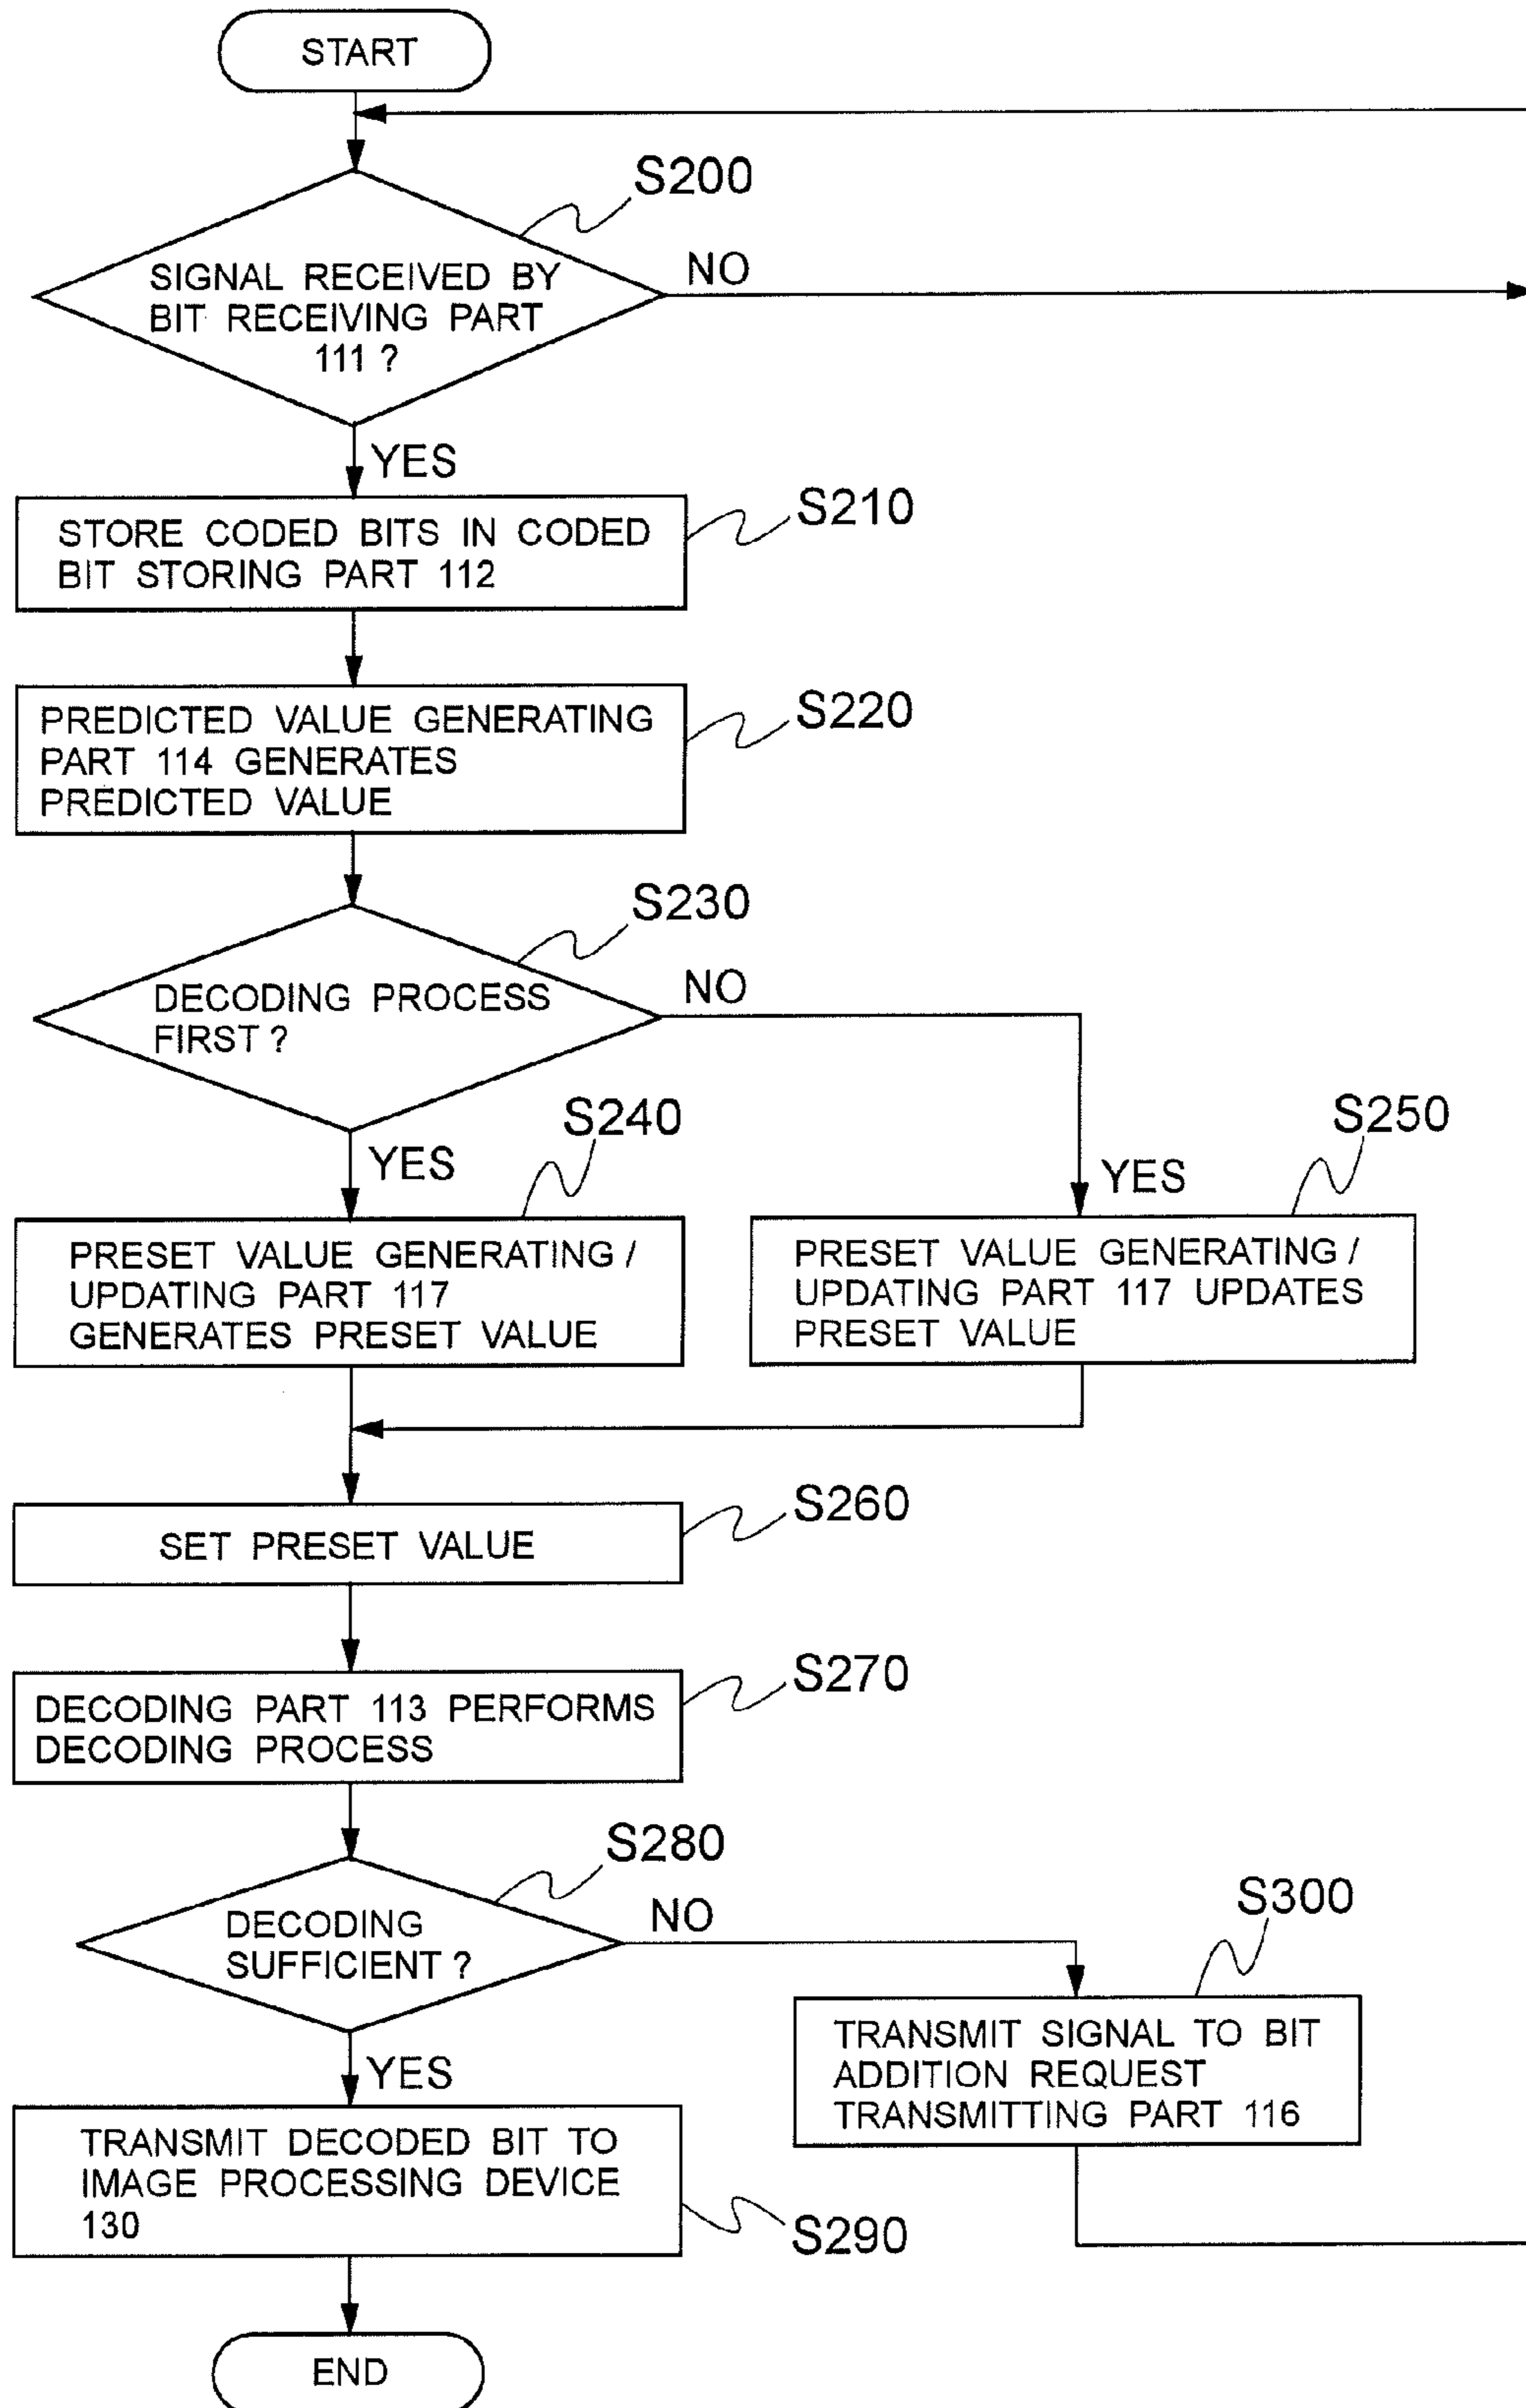 START
S200
SIGNAL RECEIVED BY
BIT RECEIVING PART
111 ?
NO
YES
S210
STORE CODED BITS IN CODED
BIT STORING PART 112
S220
PREDICTED VALUE GENERATING
PART 114 GENERATES
PREDICTED VALUE
S230
DECODING PROCESS
FIRST ?
NO
S240
YES
S250
YES
PRESET VALUE GENERATING /
UPDATING PART 117
GENERATES PRESET VALUE
PRESET VALUE GENERATING /
UPDATING PART 117 UPDATES
PRESET VALUE
S260
SET PRESET VALUE
S270
DECODING PART 113 PERFORMS
DECODING PROCESS
S280
DECODING
SUFFICIENT ?
NO
S300
YES
TRANSMIT SIGNAL TO BIT
ADDITION REQUEST
TRANSMITTING PART 116
TRANSMIT DECODED BIT TO
IMAGE PROCESSING DEVICE
130
S290
END